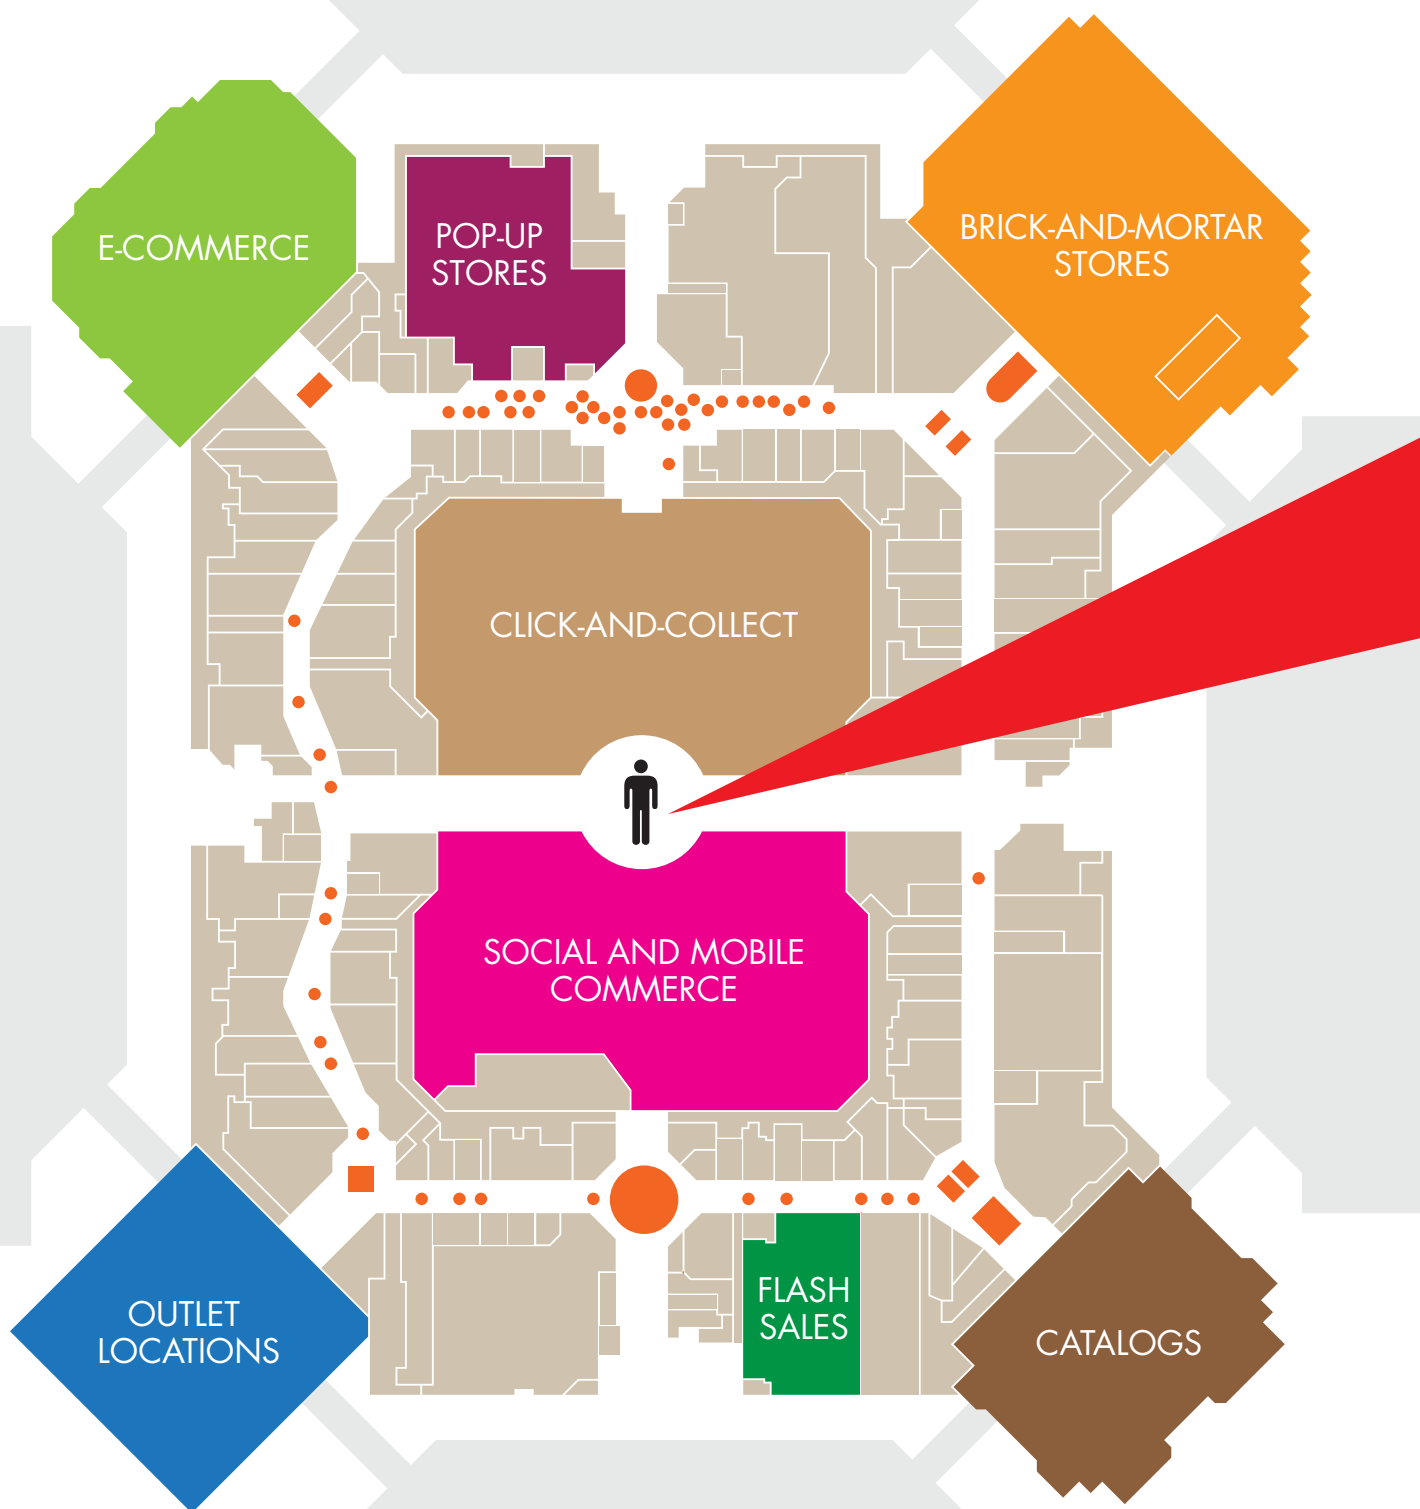 E-COMMERCE
POP-UP
STORES
BRICK-AND-MORTAR
STORES
CLICK-AND-COLLECT
SOCIAL AND MOBILE
COMMERCE
OUTLET
LOCATIONS
FLASH
SALES
CATALOGS